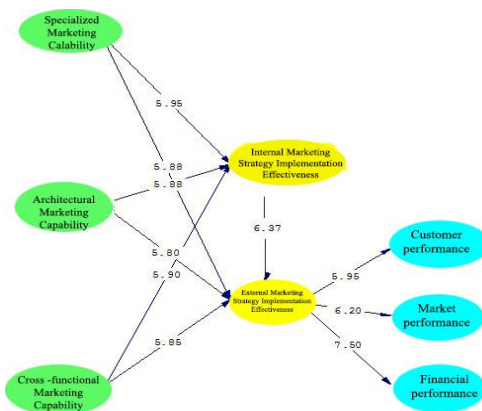 Specialized
Marketing
Calability
5.95
Internal Marketing
Strategy Implementation
Effectiveness
5.88
5.88
Architectural
Marketing
Capability
6.37
Customer
performance
5.80
5.90
5.95
External Marketing
Strategy Implementation
Effectiveness
6.20
Market
performance
5.85
7.50
Cross -functional
Marketing
Capability
Financial
performance